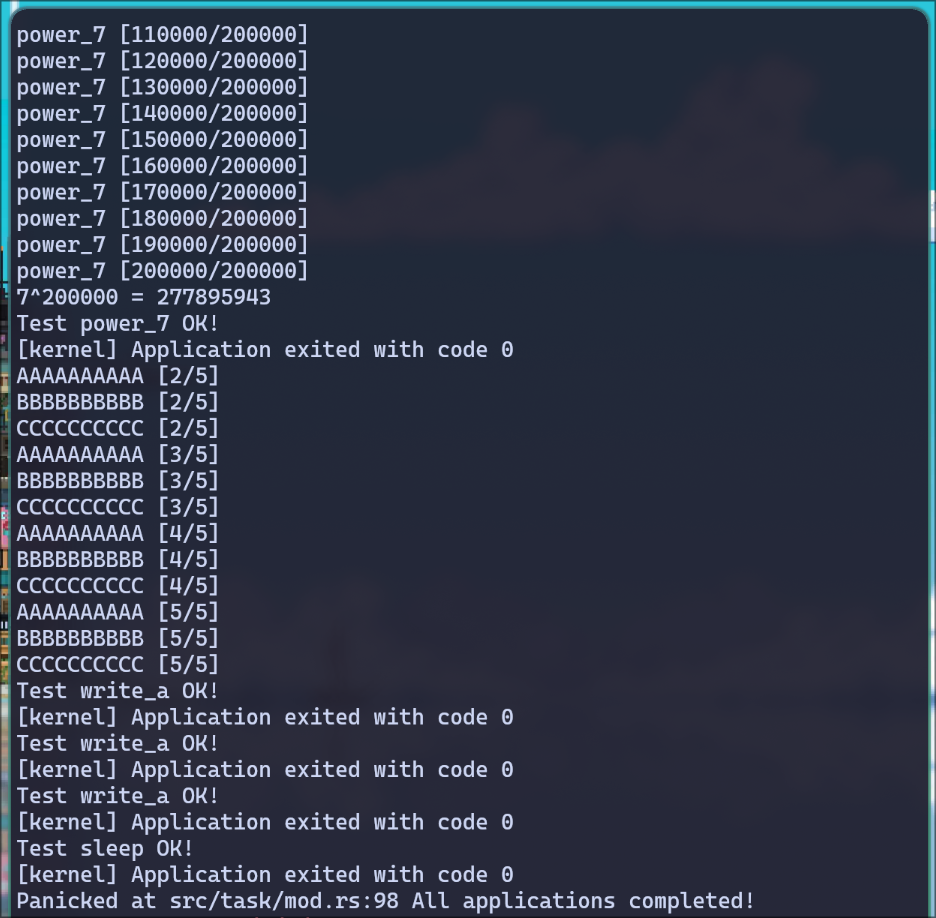 power_7 [110000/200000]
power_7 [120000/200000]
power_7 [130000/200000]
power_7 [140000/200000]
power_7 [150000/200000]
power_7 [160000/200000]
power_7 [170000/200000]
power_7 [180000/200000]
power_7 [190000/200000]
power_7 [200000/200000]
7^200000 = 277895943
Test power_7 OK!
[kernel] Application exited with code 0
AAAAAAAAAA [2/5]
BBBBBBBBBB [2/5]
CCCCCCCCCC [2/5]
AAAAAAAAAA [3/5]
BBBBBBBBBB [3/5]
CCCCCCCCCC [3/5]
AAAAAAAAAA [4/5]
BBBBBBBBBB [4/5]
CCCCCCCCCC [4/5]
AAAAAAAAAA [5/5]
BBBBBBBBBB [5/5]
CCCCCCCCCC [5/5]
Test write_a OK!
[kernel] Application exited with code 0
Test write_a OK!
[kernel] Application exited with code 0
Test write_a OK!
[kernel] Application exited with code 0
Test sleep OK!
[kernel] Application exited with code 0
Panicked at src/task/mod.rs:98 All applications completed!